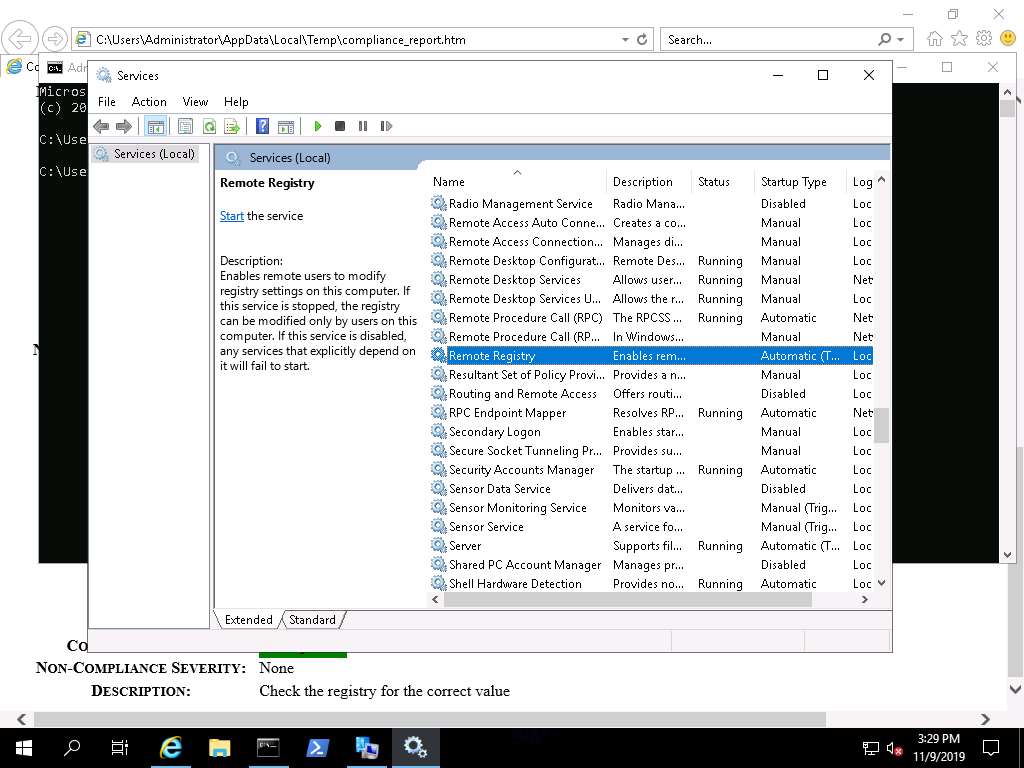 C:\Users\Administrator\AppData\Local\Temp\compliance_report.htm
Search...
Co
Adr
Services
Micros
(c) 20
C:\Use
C:\Use
File Action View Help
Services (Local)
Services (Local)
Remote Registry
Start the service
Description:
Enables remote users to modify
registry settings on this computer. If
this service is stopped, the registry
can be modified only by users on this
computer. If this service is disabled,
any services that explicitly depend on
it will fail to start.
Name Description Status Startup Type Log
Radio Management Service Radio Mana... Disabled Loc
Remote Access Auto Conne... Creates a co... Manual Loc
Remote Access Connection... Manages di... Manual Loc
Remote Desktop Configurat... Remote Des... Running Manual Loc
Remote Desktop Services Allows user... Running Manual Net
Remote Desktop Services U... Allows the r... Running Manual Loc
Remote Procedure Call (RPC) The RPCSS ... Running Automatic Net
Remote Procedure Call (RP... In Windows... Manual Net
Remote Registry Enables rem... Automatic (T... Loc
Resultant Set of Policy Provi... Provides a n... Manual Loc
Routing and Remote Access Offers routi... Disabled Loc
RPC Endpoint Mapper Resolves RP... Running Automatic Net
Secondary Logon Enables star... Manual Loc
Secure Socket Tunneling Pr... Provides su... Manual Loc
Security Accounts Manager The startup ... Running Automatic Loc
Sensor Data Service Delivers dat... Disabled Loc
Sensor Monitoring Service Monitors va... Manual (Trig... Loc
Sensor Service A service fo... Manual (Trig... Loc
Server Supports fil... Running Automatic (T... Loc
Shared PC Account Manager Manages pr... Disabled Loc
Shell Hardware Detection Provides no... Running Automatic Loc
Extended Standard
Co
Non-Compliance Severity: None
Description: Check the registry for the correct value
3:29 PM
11/9/2019